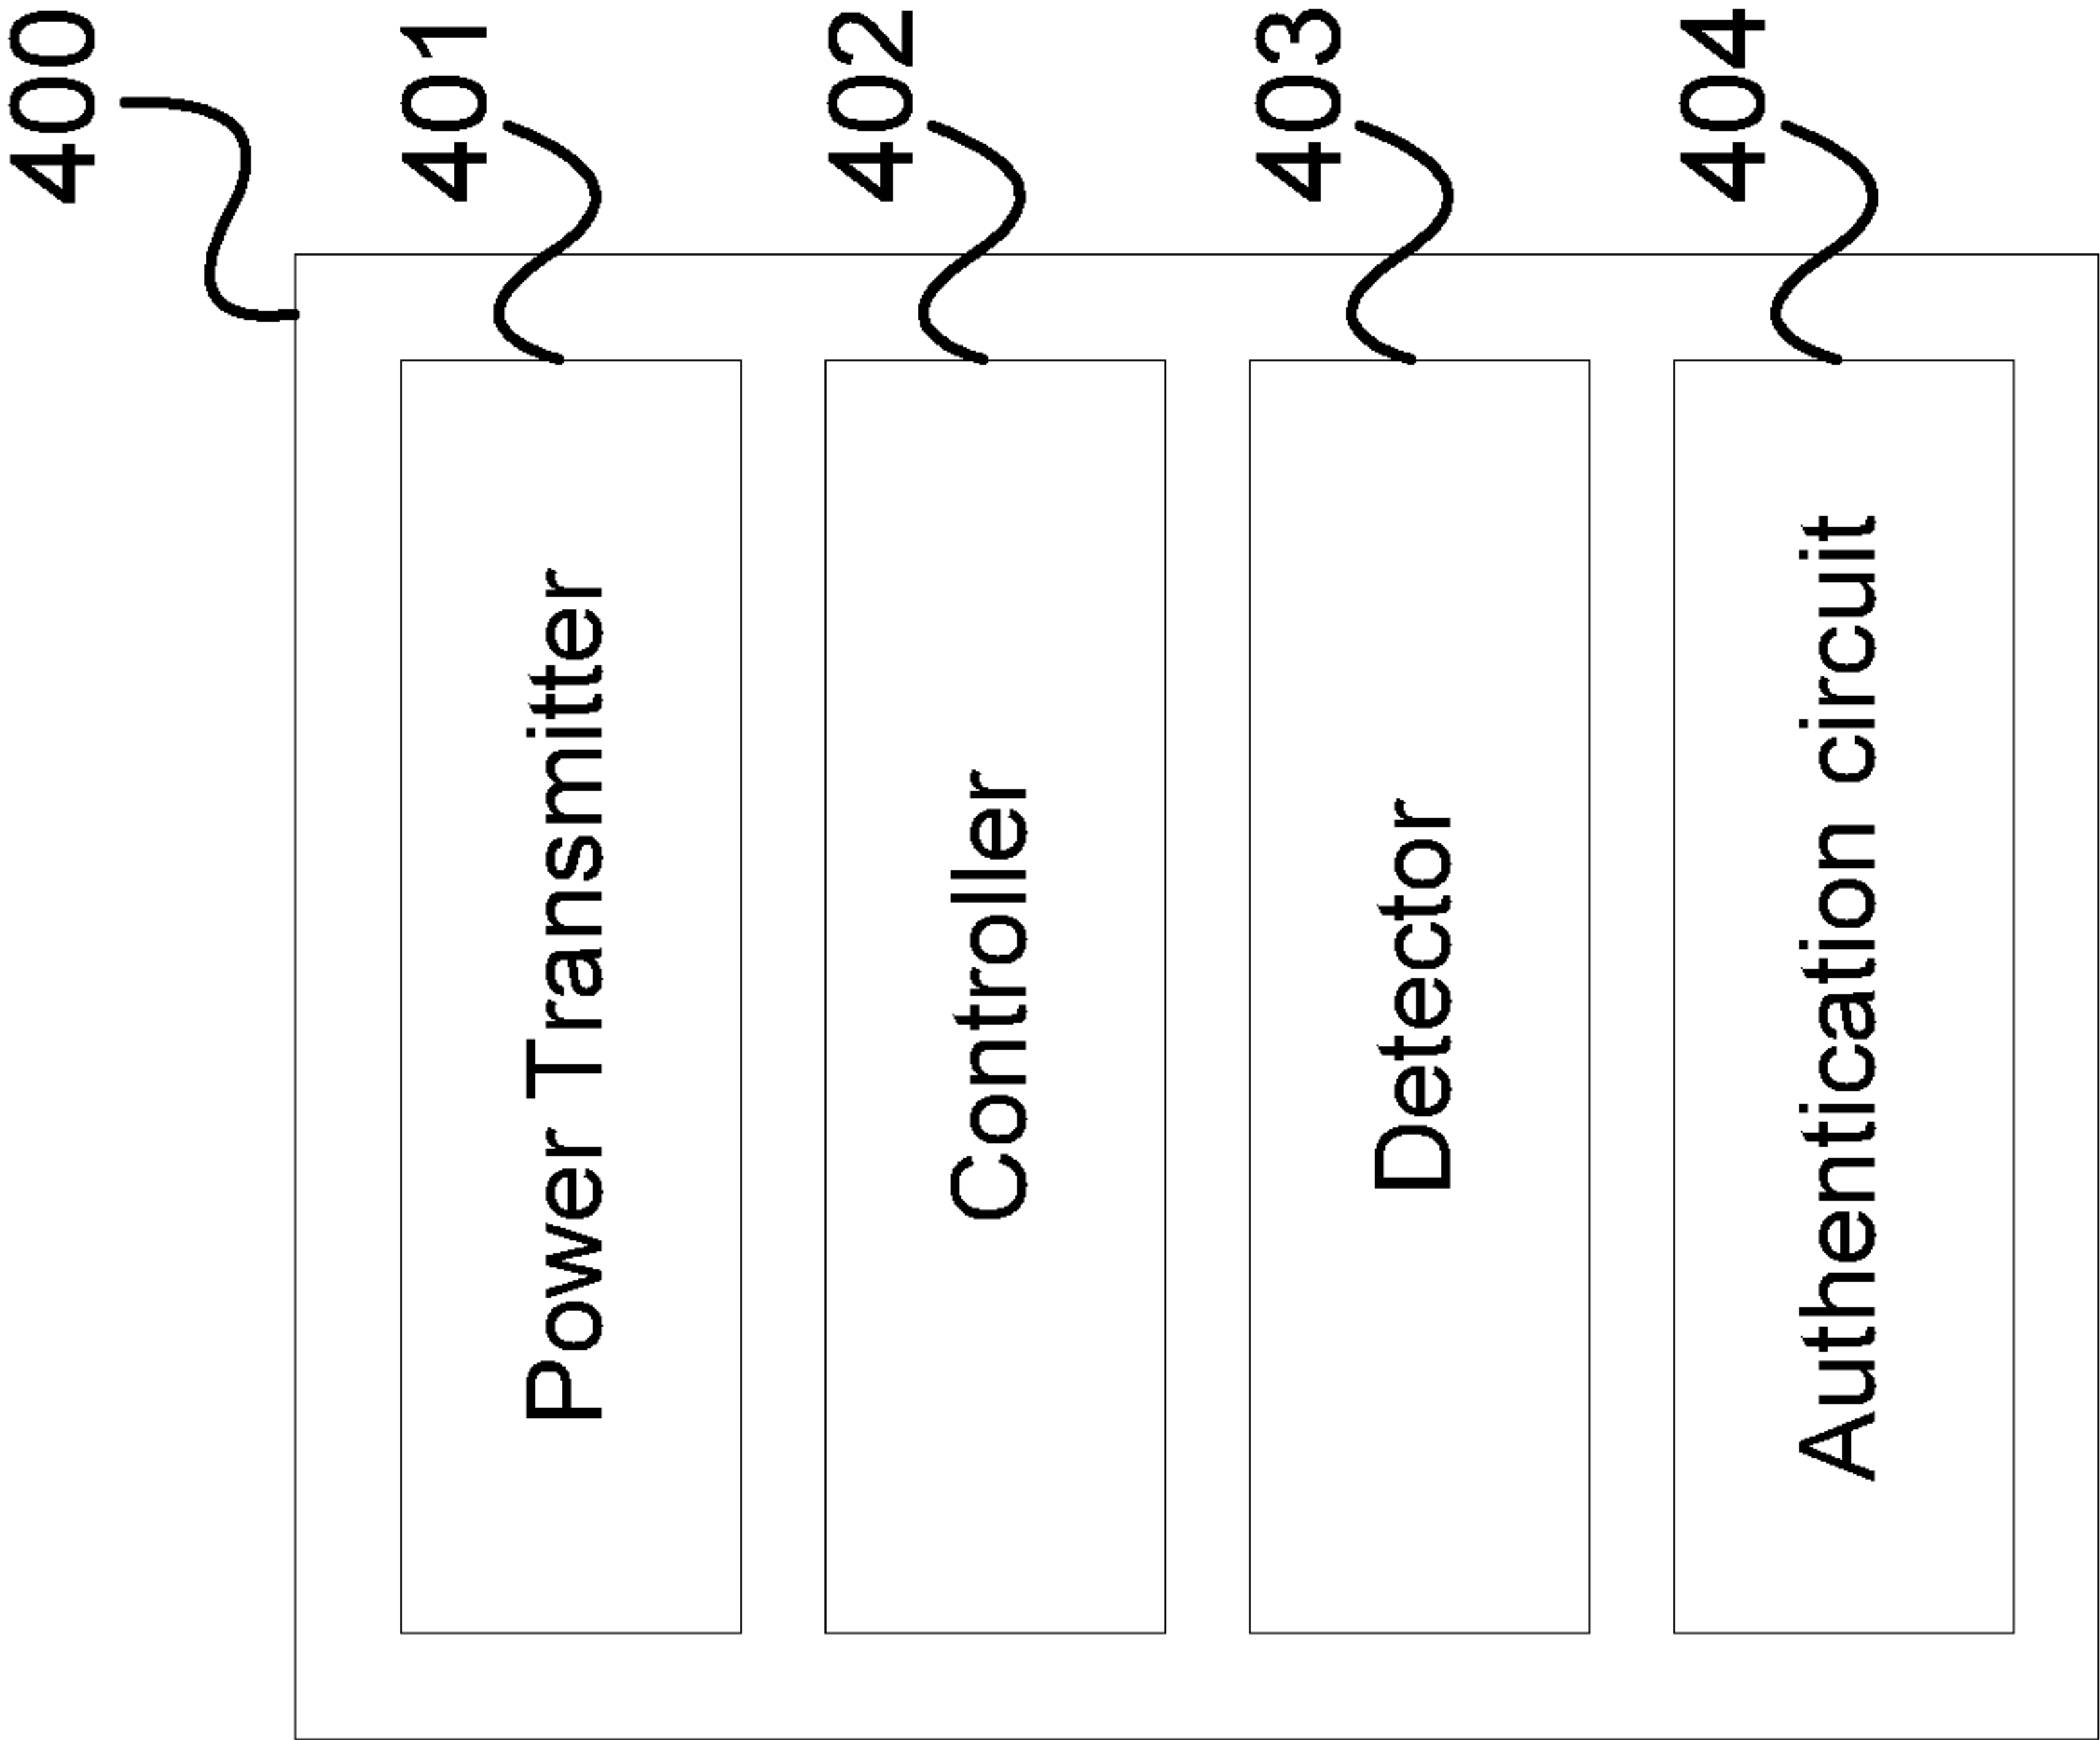 400
Power Transmitter
401
Controller
402
Detector
403
Authentication circuit
404